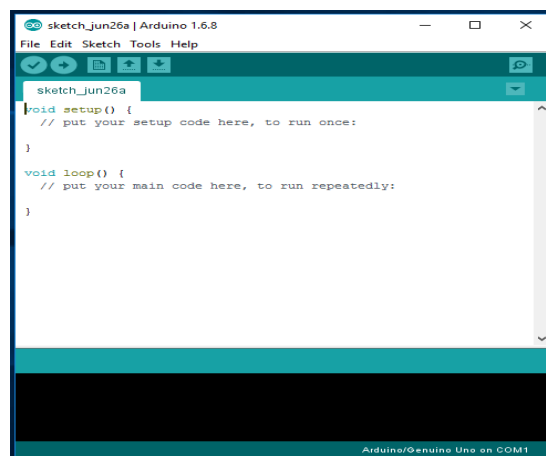 sketch_jun26a | Arduino 1.6.8
File Edit Sketch Tools Help
sketch_jun26a
void setup() {
  // put your setup code here, to run once:

}

void loop() {
  // put your main code here, to run repeatedly:

}
Arduino/Genuino Uno on COM1